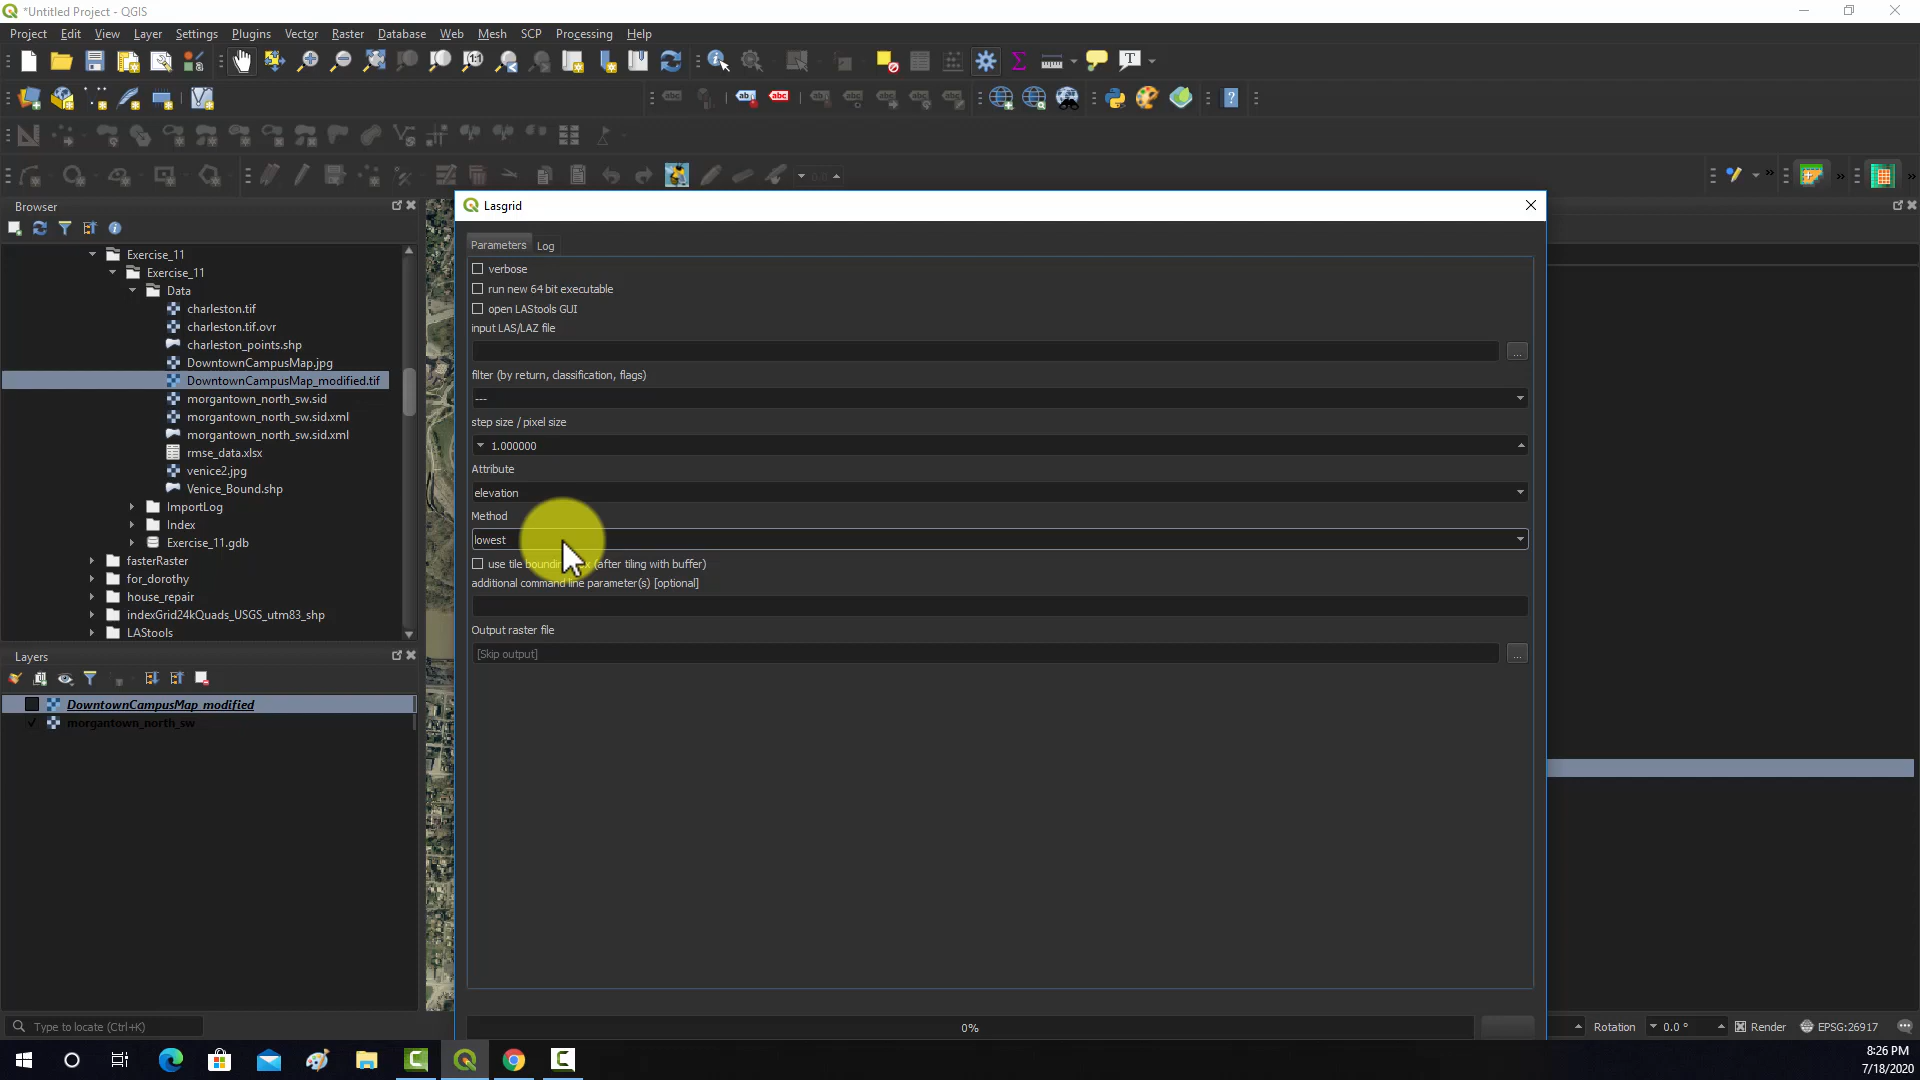 *Untitled Project - QGIS
Project Edit View Layer Settings Plugins Vector Raster Database Web Mesh SCP Processing Help
Browser
Exercise_11
Exercise_11
Data
charleston.tif
charleston.tif.ovr
charleston_points.shp
DowntownCampusMap.jpg
DowntownCampusMap_modified.tif
morgantown_north_sw.sid
morgantown_north_sw.sid.xml
morgantown_north_sw.sid.xml
rmse_data.xlsx
venice2.jpg
Venice_Bound.shp
ImportLog
Index
Exercise_11.gdb
fasterRaster
for_dorothy
house_repair
indexGrid24kQuads_USGS_utm83_shp
LAStools
Layers
DowntownCampusMap_modified
morgantown_north_sw
Type to locate (Ctrl+K)
Lasgrid
Parameters Log
verbose
run new 64 bit executable
open LAStools GUI
input LAS/LAZ file
...
filter (by return, classification, flags)
---
step size / pixel size
1.000000
Attribute
elevation
Method
lowest
use tile (after tiling with buffer)
additional command line parameter(s) [optional]
Output raster file
[Skip output]
...
0%
Rotation 0.0 ° Render EPSG:26917
8:26 PM
7/18/2020